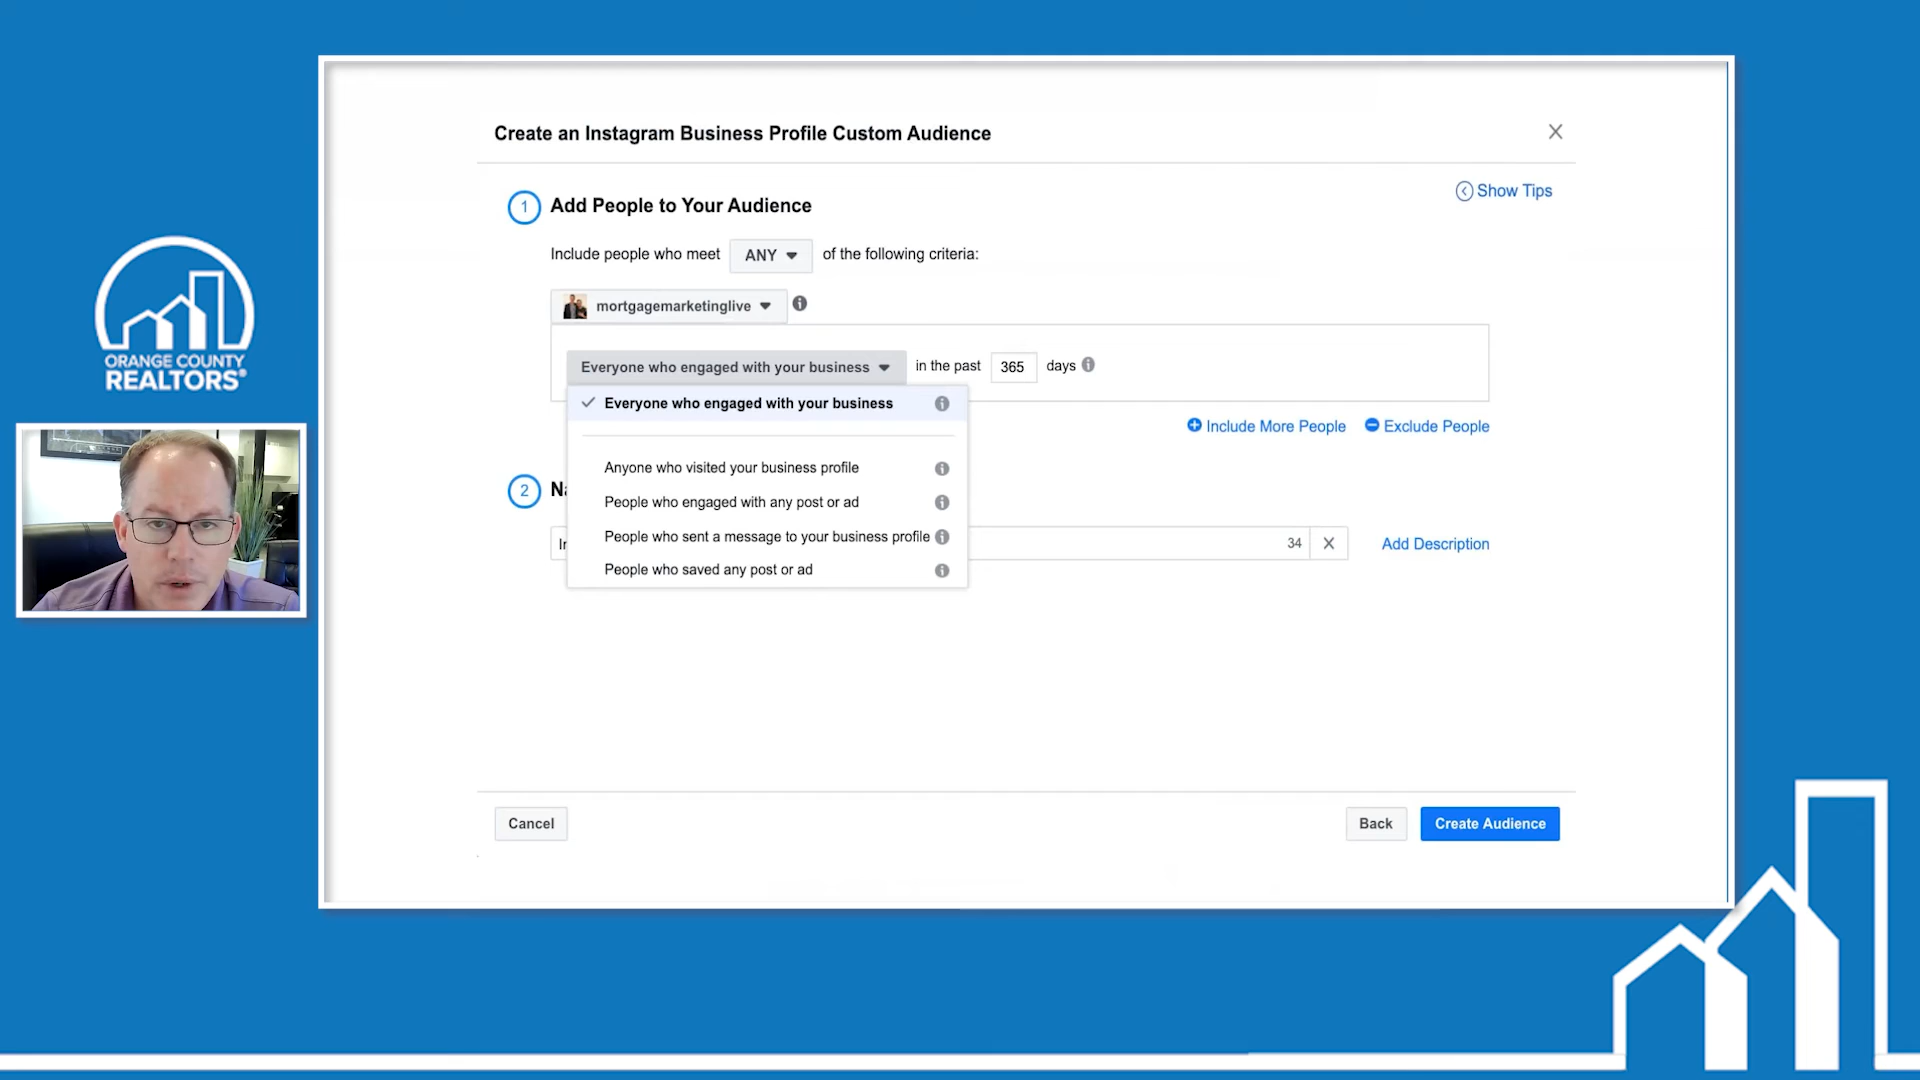 Create an Instagram Business Profile Custom Audience
Show Tips
1 Add People to Your Audience
Include people who meet ANY of the following criteria:
mortgagemarketinglive
Everyone who engaged with your business in the past 365 days
Everyone who engaged with your business
Include More People Exclude People
Anyone who visited your business profile
2
People who engaged with any post or ad
People who sent a message to your business profile
34 X Add Description
People who saved any post or ad
Cancel Back Create Audience
ORANGE COUNTY
REALTORS®